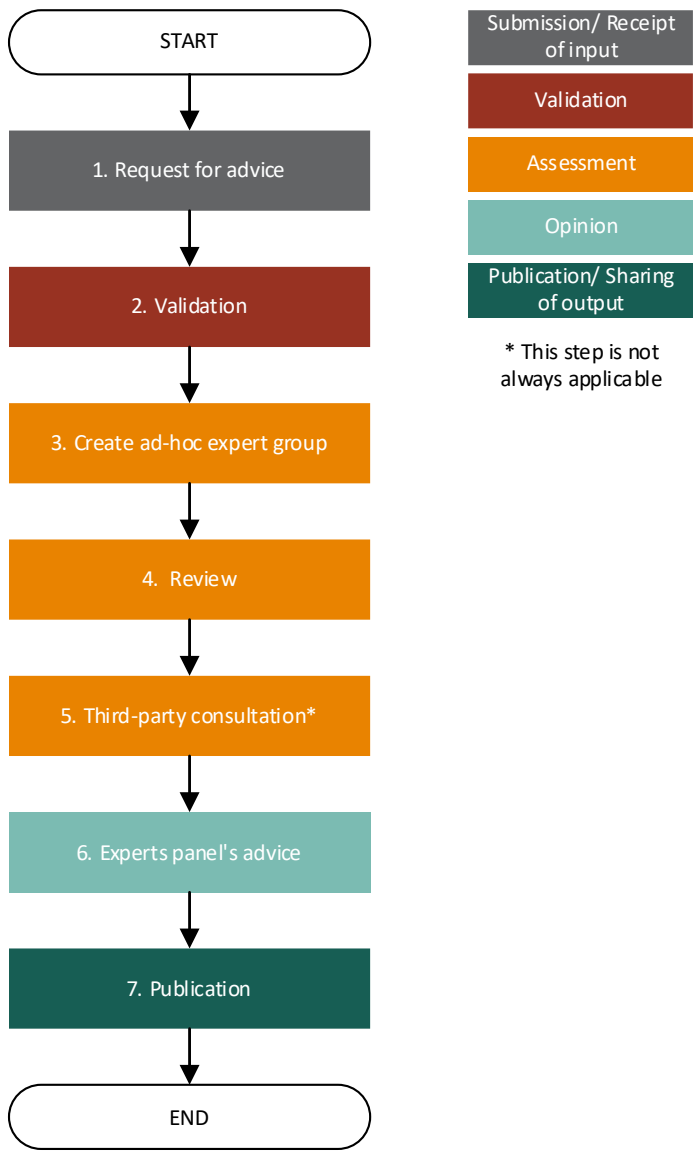 START
1. Request for advice
2. Validation
3. Create ad-hoc expert group
4. Review
5. Third-party consultation*
6. Experts panel's advice
7. Publication
END
Submission/ Receipt
of input
Validation
Assessment
Opinion
Publication/ Sharing
of output
* This step is not
always applicable